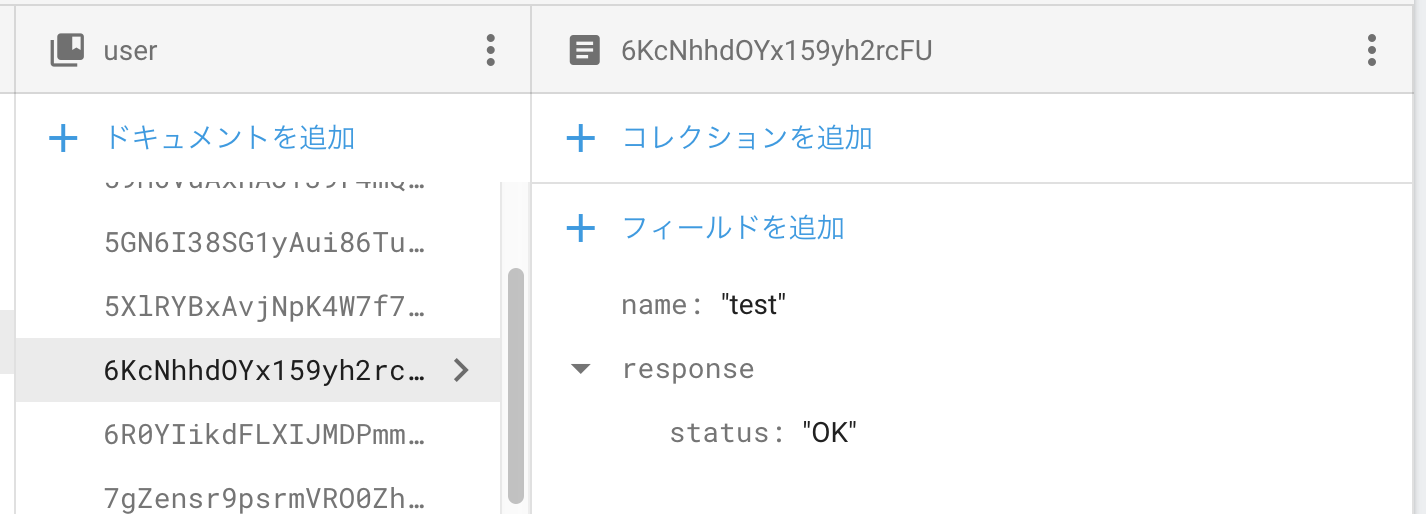 user
ドキュメントを追加
5GN6I38SG1yAui86Tu…
5XlRYBxAvjNpK4W7f7…
6KcNhhdOYx159yh2rc…
6R0YIikdFLXIJMDPmm…
7gZensr9psrmVRO0Zh…
6KcNhhdOYx159yh2rcFU
コレクションを追加
フィールドを追加
name: "test"
response
status: "OK"